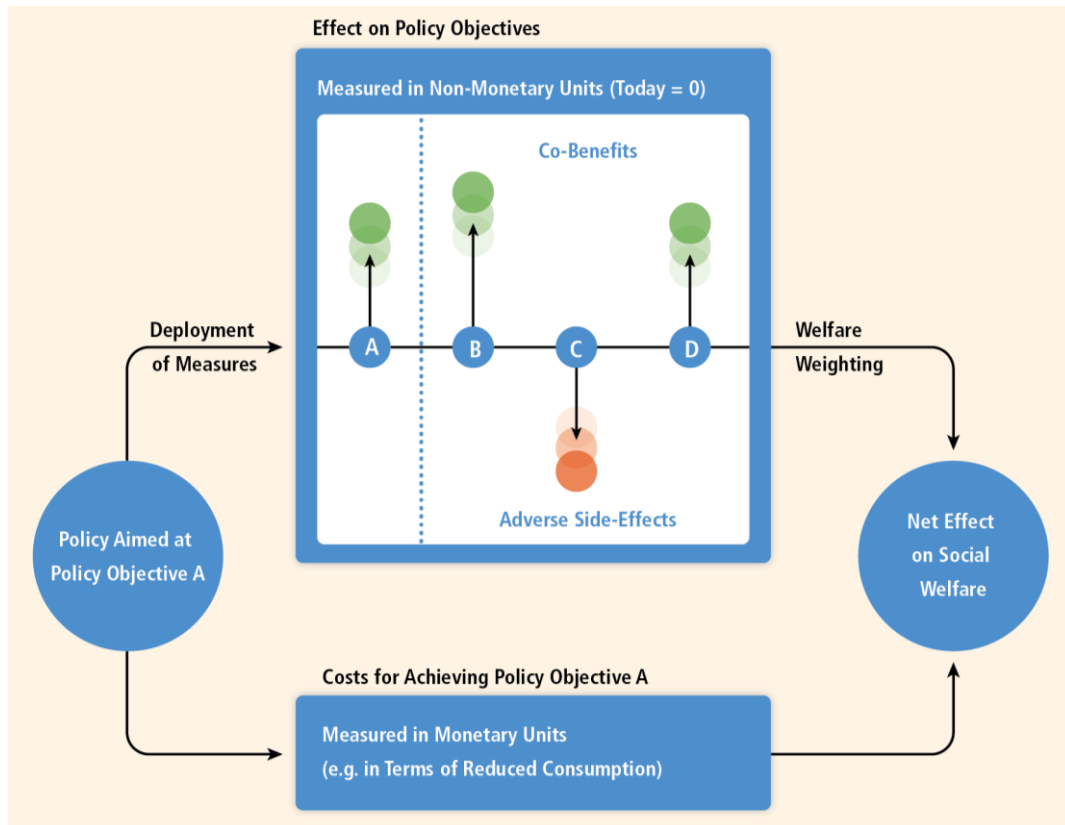 Effect on Policy Objectives
Measured in Non-Monetary Units (Today = 0)
Co-Benefits
A
B
C
D
Adverse Side-Effects
Deployment
of Measures
Welfare
Weighting
Policy Aimed at
Policy Objective A
Net Effect
on Social
Welfare
Costs for Achieving Policy Objective A
Measured in Monetary Units
(e.g. in Terms of Reduced Consumption)